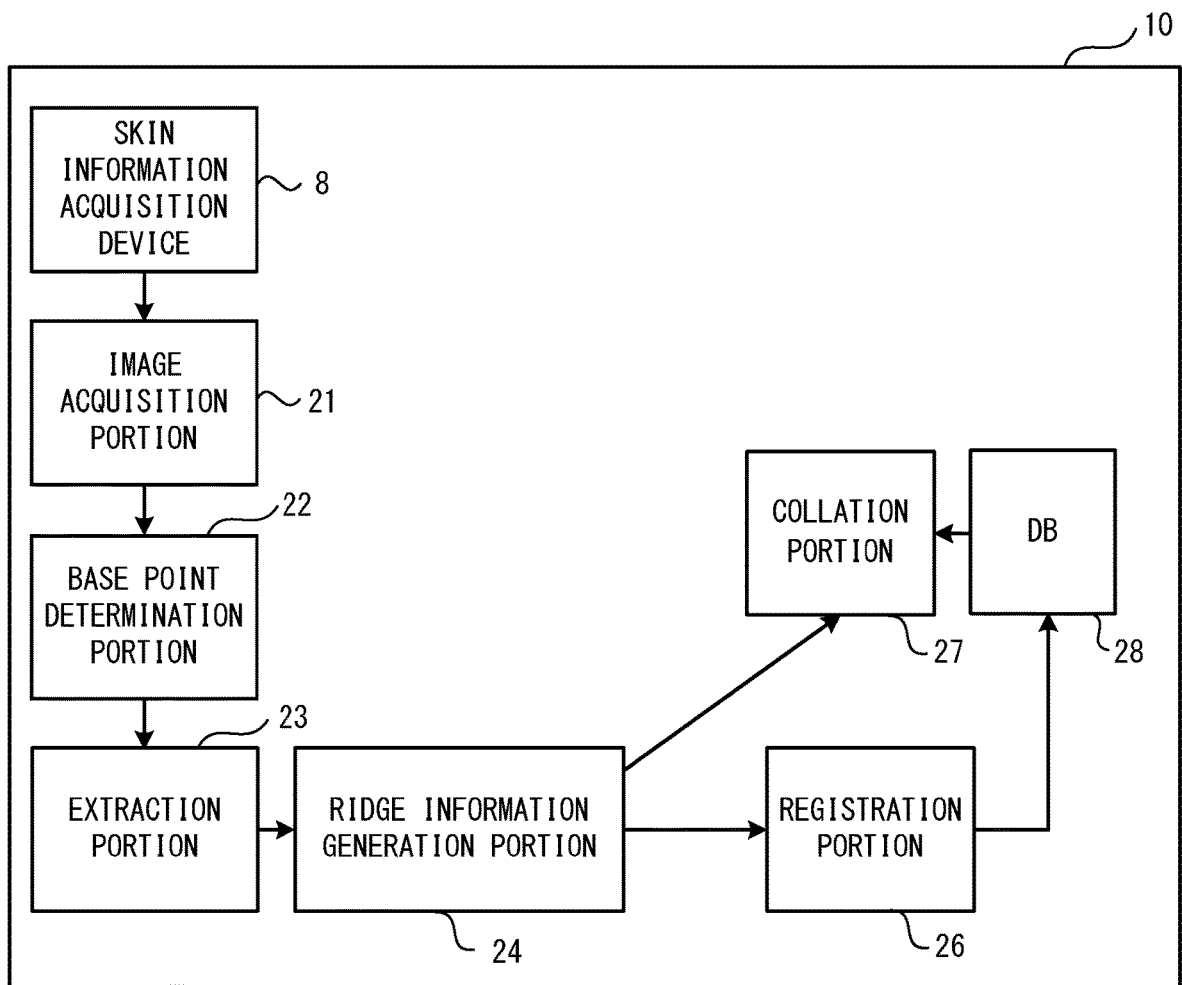 10
SKIN
INFORMATION
ACQUISITION
DEVICE
8
IMAGE
ACQUISITION
PORTION
21
22
BASE POINT
DETERMINATION
PORTION
COLLATION
PORTION
27
DB
28
23
EXTRACTION
PORTION
RIDGE INFORMATION
GENERATION PORTION
24
REGISTRATION
PORTION
26